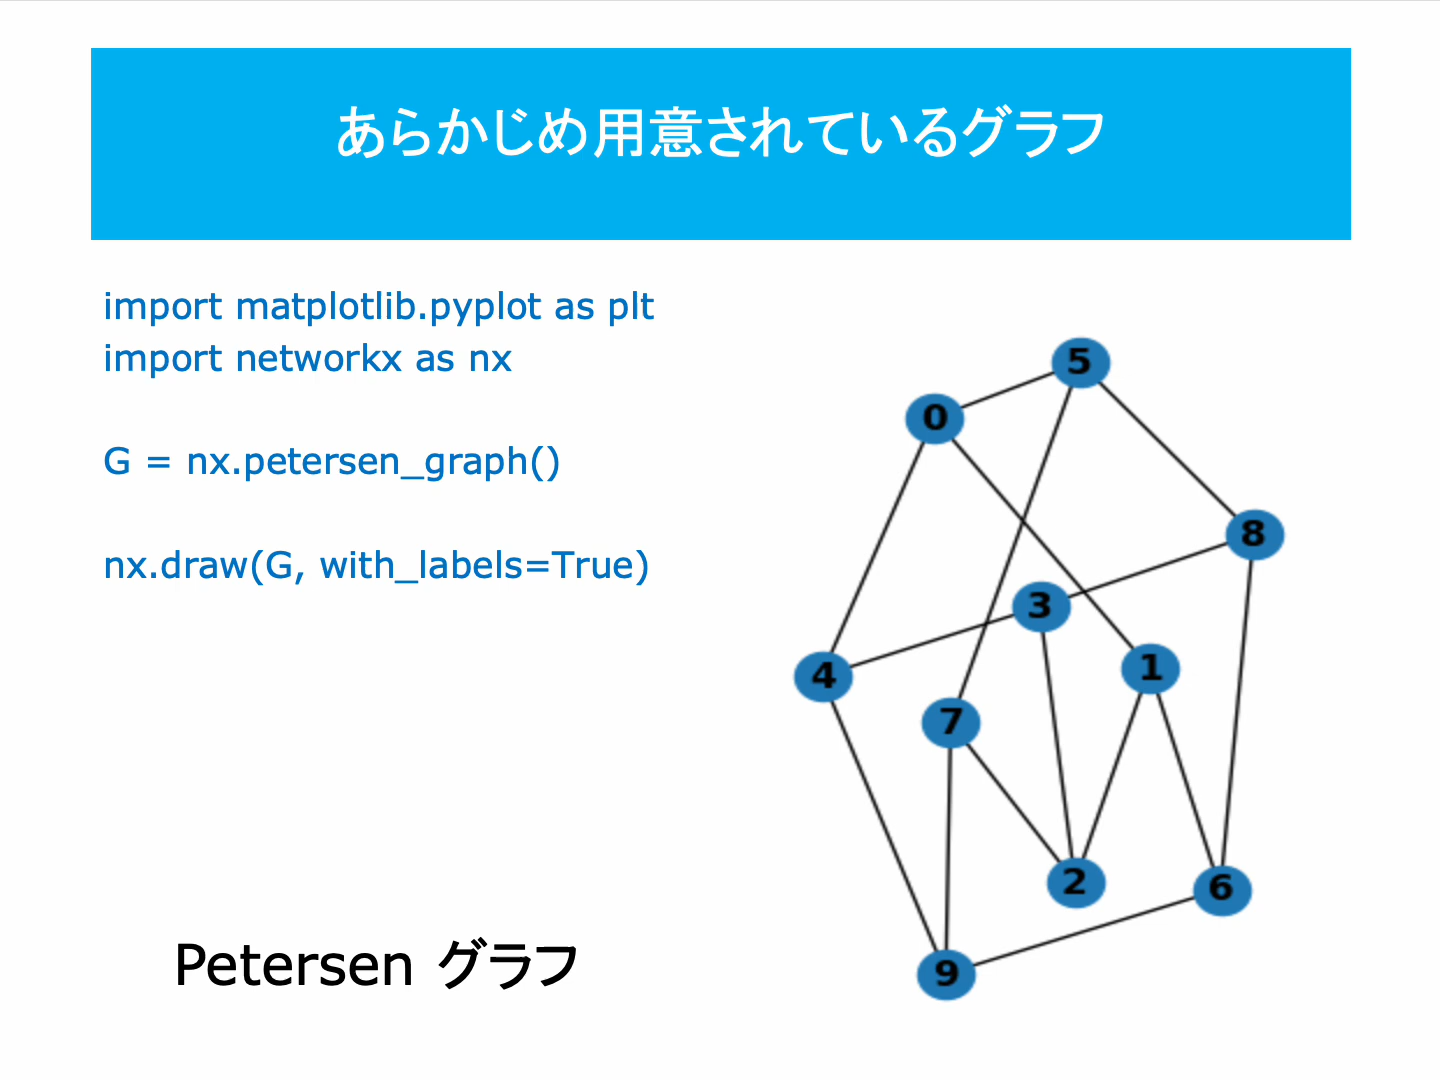 あらかじめ用意されているグラフ
import matplotlib.pyplot as plt
import networkx as nx
G = nx.petersen_graph()
nx.draw(G, with_labels=True)
5
0
8
3
1
4
7
2
6
9
Petersen グラフ